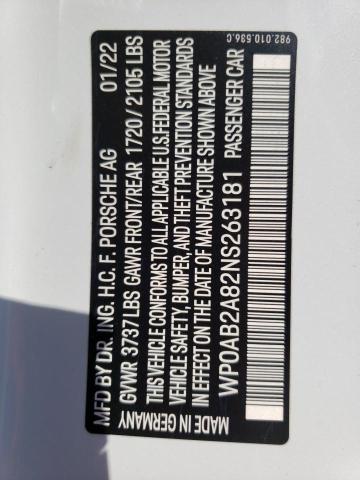 982.010.536.C
MFD BY DR. ING. H.C. F. PORSCHE AG 01/22
GVWR 3737 LBS GAWR FRONT/REAR 1720/2105 LBS
THIS VEHICLE CONFORMS TO ALL APPLICABLE U.S. FEDERAL MOTOR
VEHICLE SAFETY, BUMPER, AND THEFT PREVENTION STANDARDS
IN EFFECT ON THE DATE OF MANUFACTURE SHOWN ABOVE
MADE IN GERMANY
WP0AB2A82NS263181 PASSENGER CAR